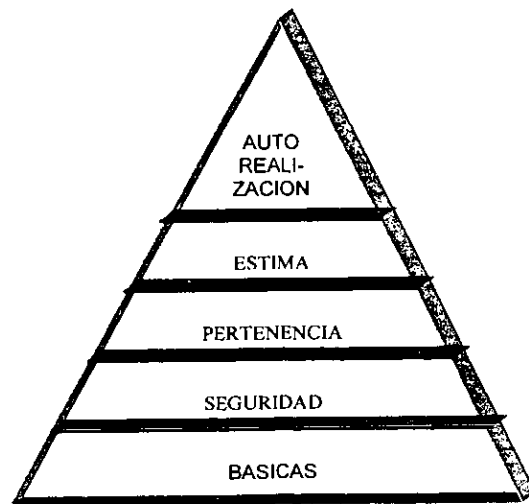 AUTO
REALI-
ZACION
ESTIMA
PERTENENCIA
SEGURIDAD
BASICAS